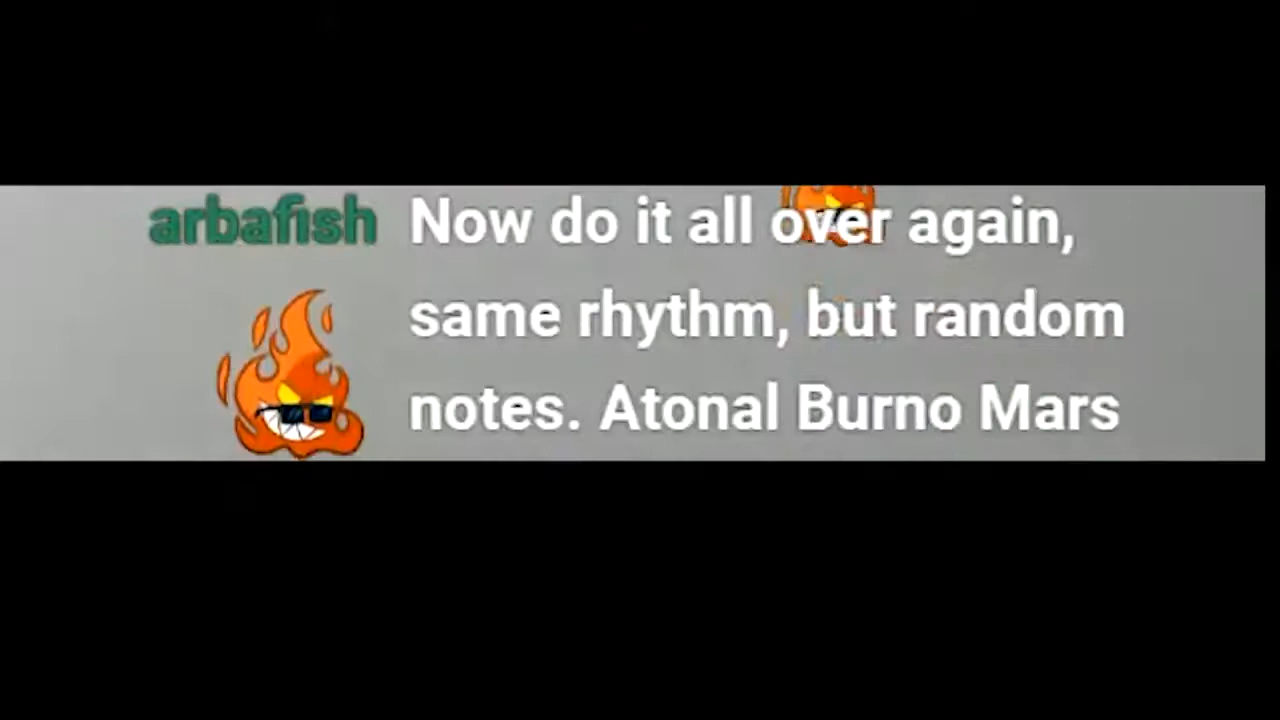 arbafish Now do it all over again,
same rhythm, but random
notes. Atonal Burno Mars